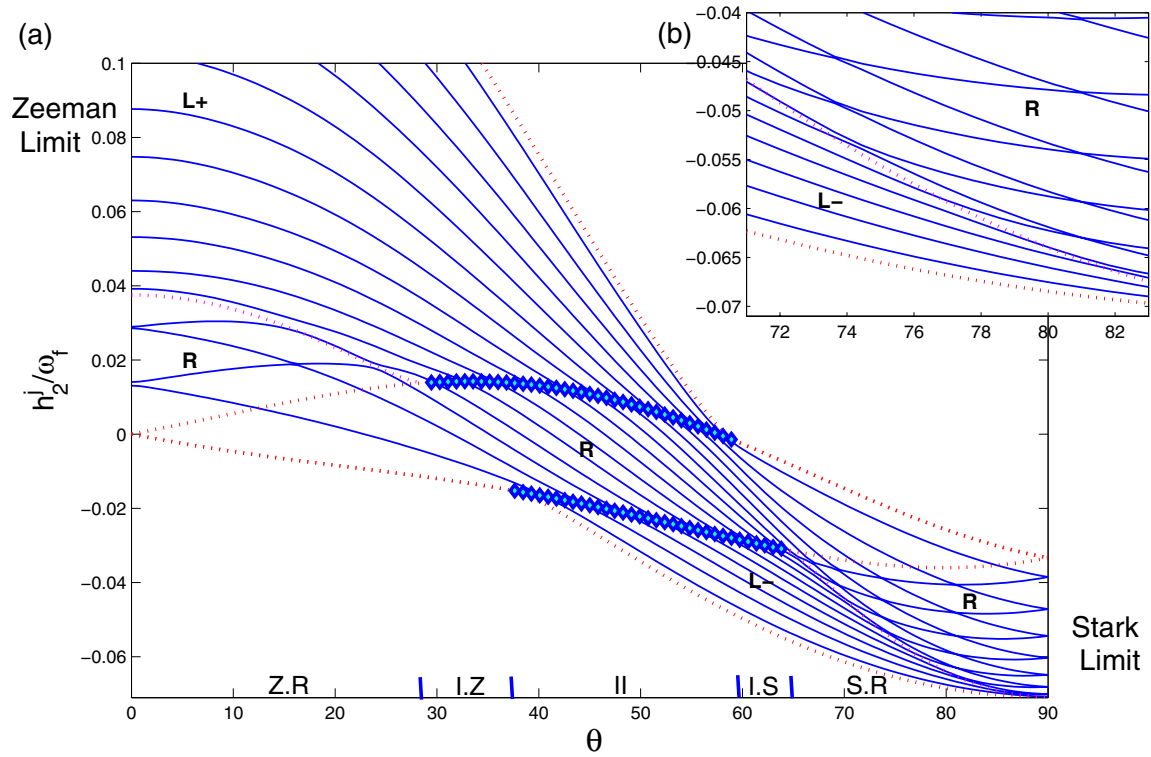 (a)
(b)
Zeeman
Limit
L+
R
R
L−
R
Stark
Limit
h₂ʲ/ω_f
0.1
0.08
0.06
0.04
0.02
0
−0.02
−0.04
−0.06
Z.R
I.Z
II
I.S
S.R
0
10
20
30
40
50
60
70
80
90
θ
−0.04
−0.045
−0.05
−0.055
−0.06
−0.065
−0.07
R
L−
72
74
76
78
80
82